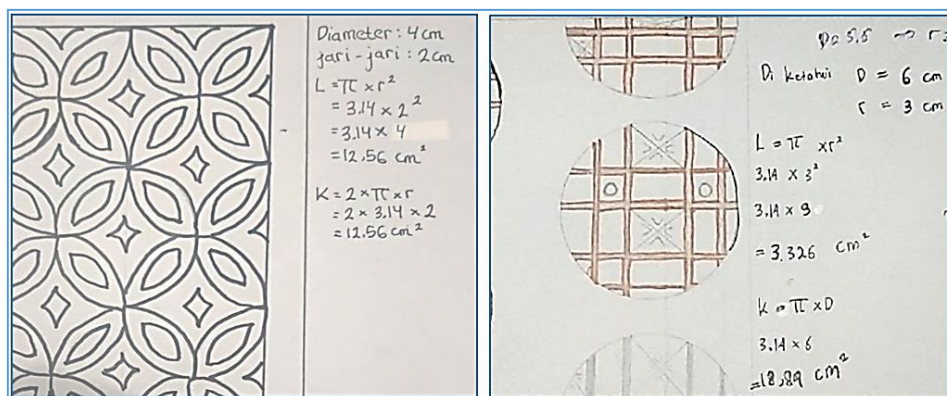 Diameter : 4 cm
jari - jari : 2 cm
L = π × r²
= 3.14 × 2²
= 3.14 × 4
= 12.56 cm²
K = 2 × π × r
= 2 × 3.14 × 2
= 12.56 cm²
D = 5,5
Di ketahui D = 6 cm
r = 3 cm
L = π × r²
3.14 × 3²
3.14 × 9
= 3.326 cm²
K = π × D
3.14 × 6
= 18,89 cm²